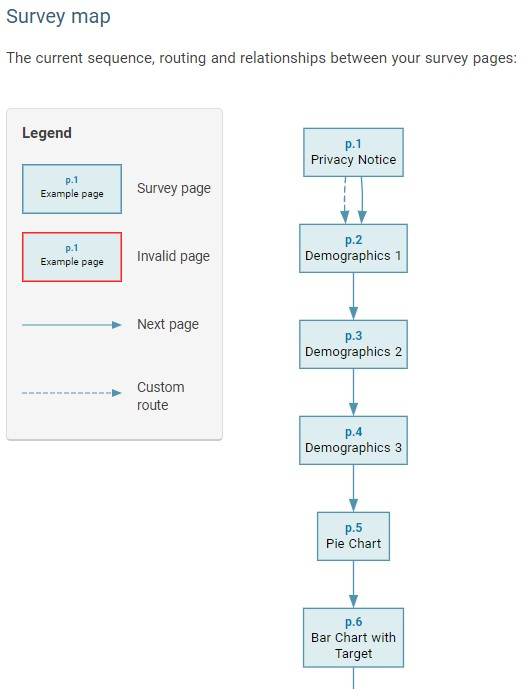 Survey map
The current sequence, routing and relationships between your survey pages:
Legend
p.1
Example page
Survey page
p.1
Example page
Invalid page
Next page
Custom
route
p.1
Privacy Notice
p.2
Demographics 1
p.3
Demographics 2
p.4
Demographics 3
p.5
Pie Chart
p.6
Bar Chart with
Target